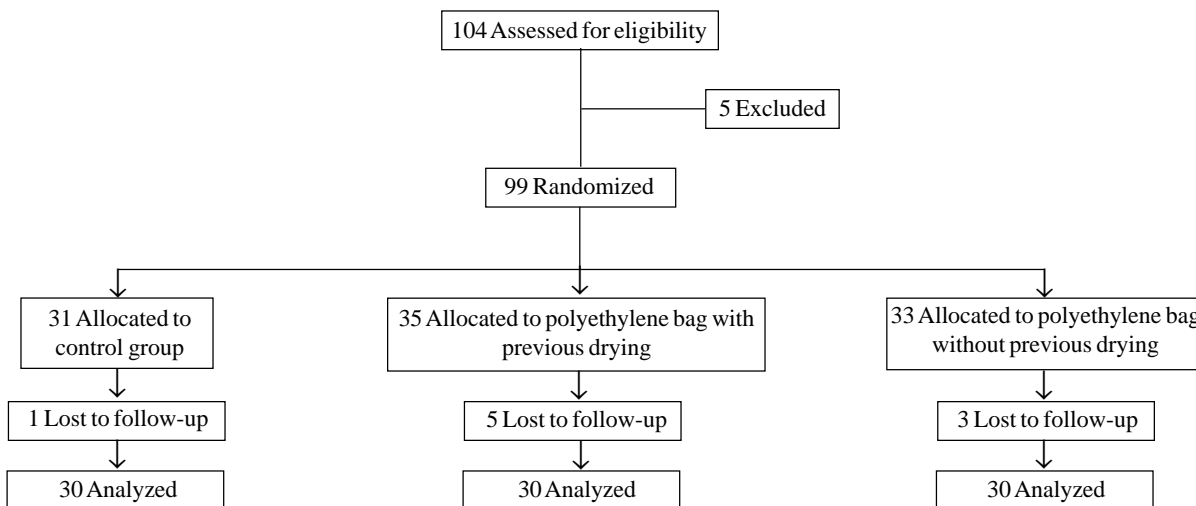 104 Assessed for eligibility
5 Excluded
99 Randomized
31 Allocated to
control group
35 Allocated to polyethylene bag with
previous drying
33 Allocated to polyethylene bag
without previous drying
1 Lost to follow-up
5 Lost to follow-up
3 Lost to follow-up
30 Analyzed
30 Analyzed
30 Analyzed